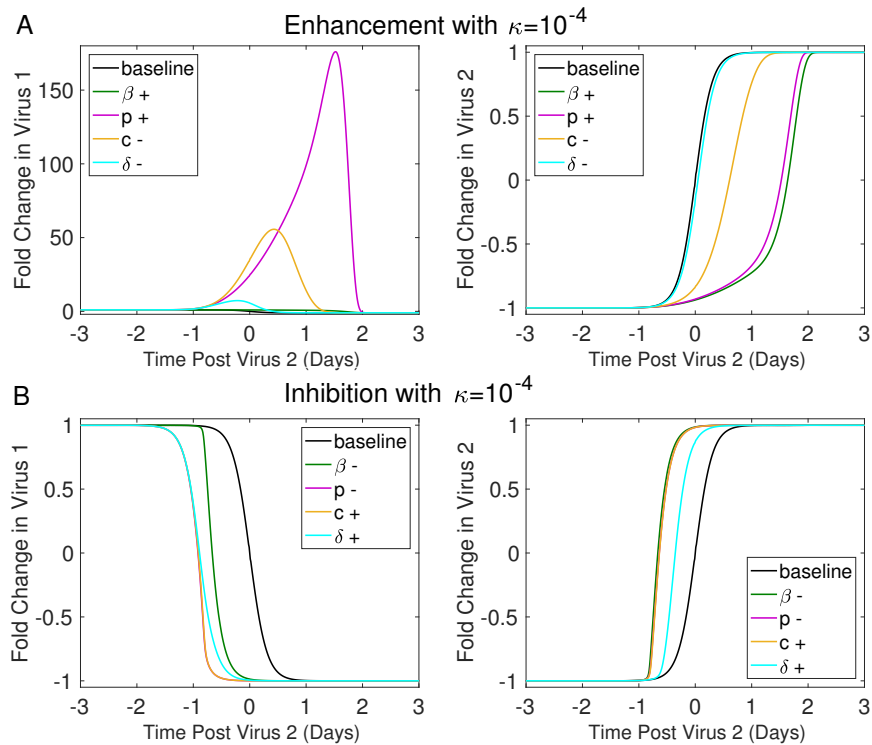 A
Enhancement with κ=10⁻⁴
Fold Change in Virus 1
150
100
50
0
baseline
β +
p +
c -
δ -
-3 -2 -1 0 1 2 3
Time Post Virus 2 (Days)
Fold Change in Virus 2
1
0.5
0
-0.5
-1
baseline
β +
p +
c -
δ -
-3 -2 -1 0 1 2 3
Time Post Virus 2 (Days)
B
Inhibition with κ=10⁻⁴
Fold Change in Virus 1
1
0.5
0
-0.5
-1
baseline
β -
p -
c +
δ +
-3 -2 -1 0 1 2 3
Time Post Virus 2 (Days)
Fold Change in Virus 2
1
0.5
0
-0.5
-1
baseline
β -
p -
c +
δ +
-3 -2 -1 0 1 2 3
Time Post Virus 2 (Days)